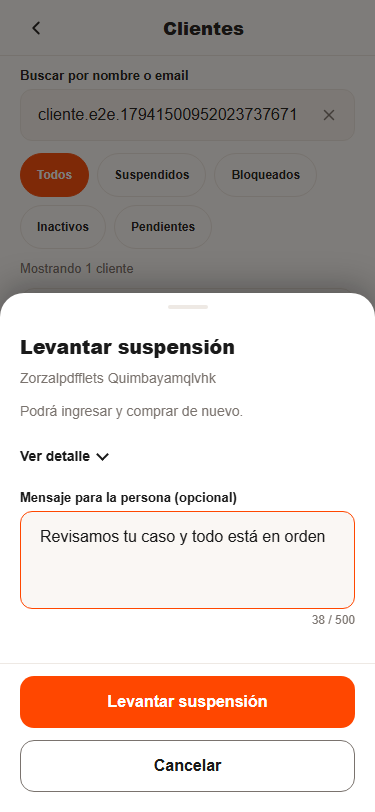 Clientes
Buscar por nombre o email
cliente.e2e.17941500952023737671
Todos
Suspendidos
Bloqueados
Inactivos
Pendientes
Mostrando 1 cliente
Levantar suspensión
Zorzalpdfflets Quimbayamqlvhk
Podrá ingresar y comprar de nuevo.
Ver detalle
Mensaje para la persona (opcional)
Revisamos tu caso y todo está en orden
38 / 500
Levantar suspensión
Cancelar